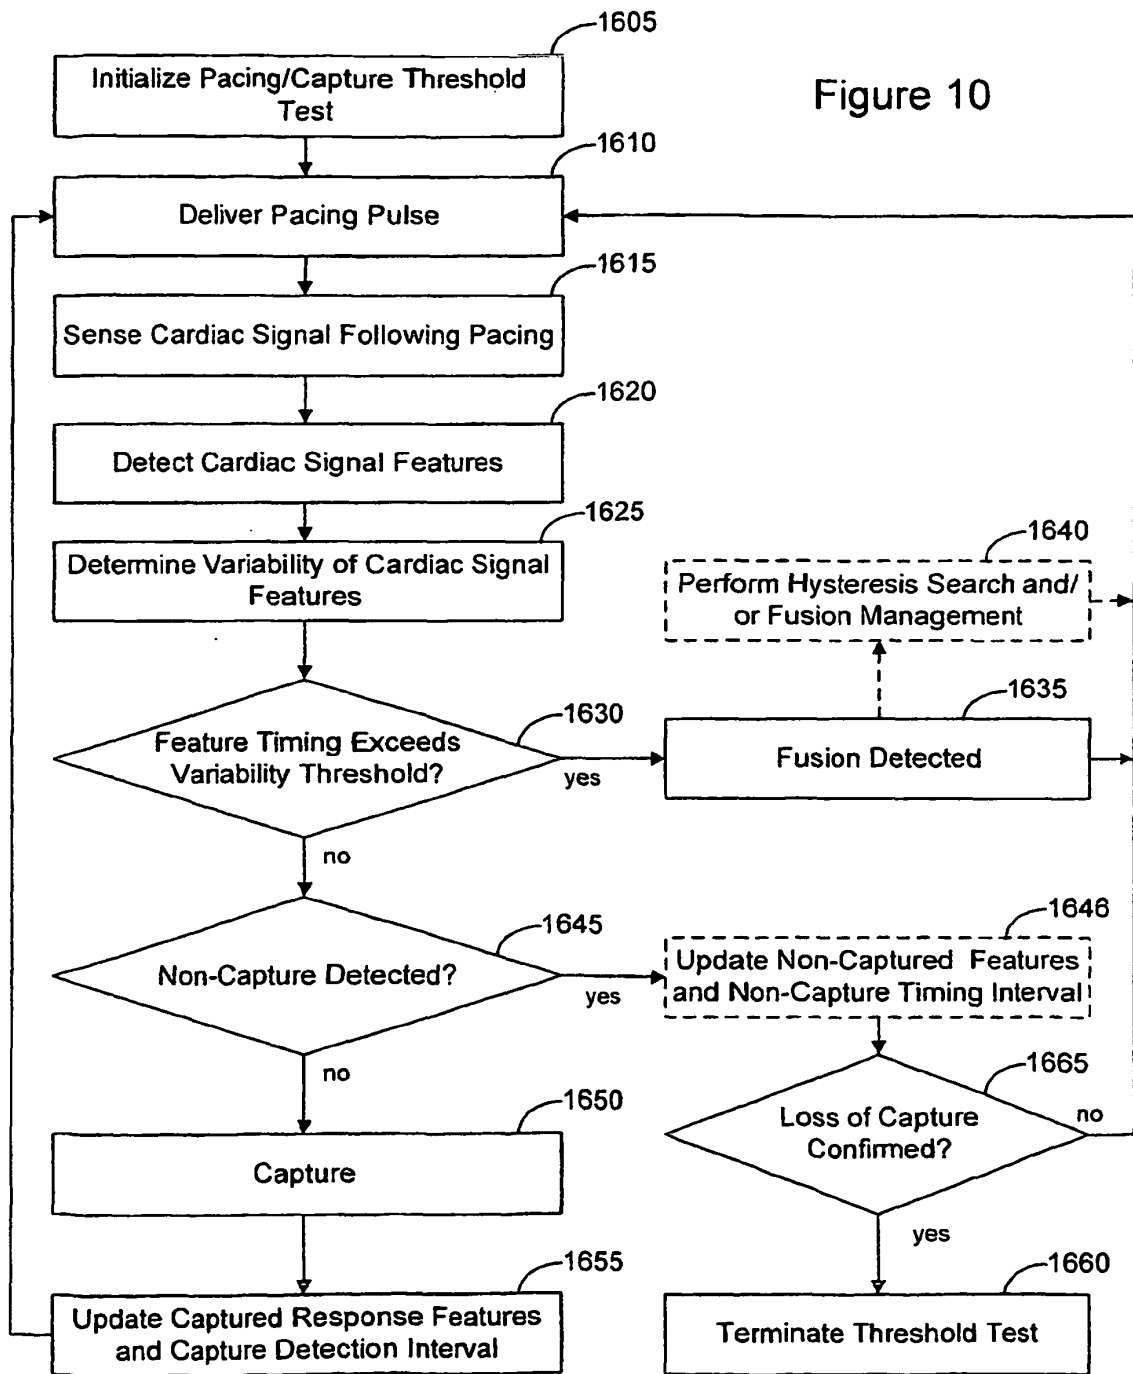 1605
Initialize Pacing/Capture Threshold
Test
Figure 10
1610
Deliver Pacing Pulse
1615
Sense Cardiac Signal Following Pacing
1620
Detect Cardiac Signal Features
1625
Determine Variability of Cardiac Signal
Features
1640
Perform Hysteresis Search and/
or Fusion Management
1630
Feature Timing Exceeds
Variability Threshold?
yes
1635
Fusion Detected
no
1645
Non-Capture Detected?
yes
1646
Update Non-Captured Features
and Non-Capture Timing Interval
no
1665
Loss of Capture
Confirmed?
no
1650
Capture
yes
1655
Update Captured Response Features
and Capture Detection Interval
1660
Terminate Threshold Test